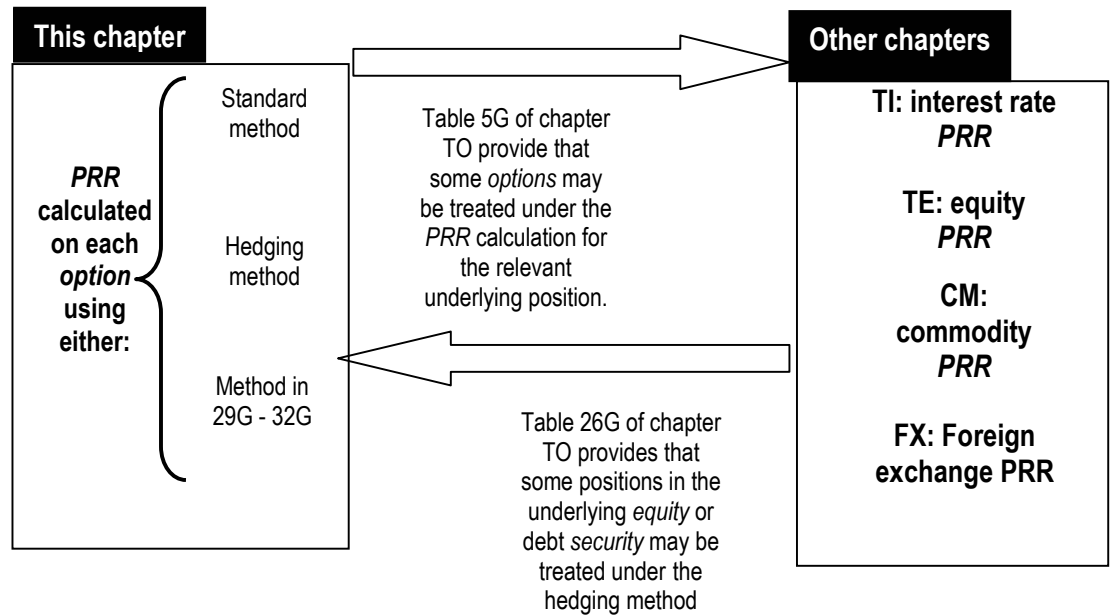 This chapter
PRR
calculated
on each
option
using
either:
Standard
method
Hedging
method
Method in
29G - 32G
Table 5G of chapter
TO provide that
some options may
be treated under the
PRR calculation for
the relevant
underlying position.
Table 26G of chapter
TO provides that
some positions in the
underlying equity or
debt security may be
treated under the
hedging method
Other chapters
TI: interest rate
PRR
TE: equity
PRR
CM:
commodity
PRR
FX: Foreign
exchange PRR